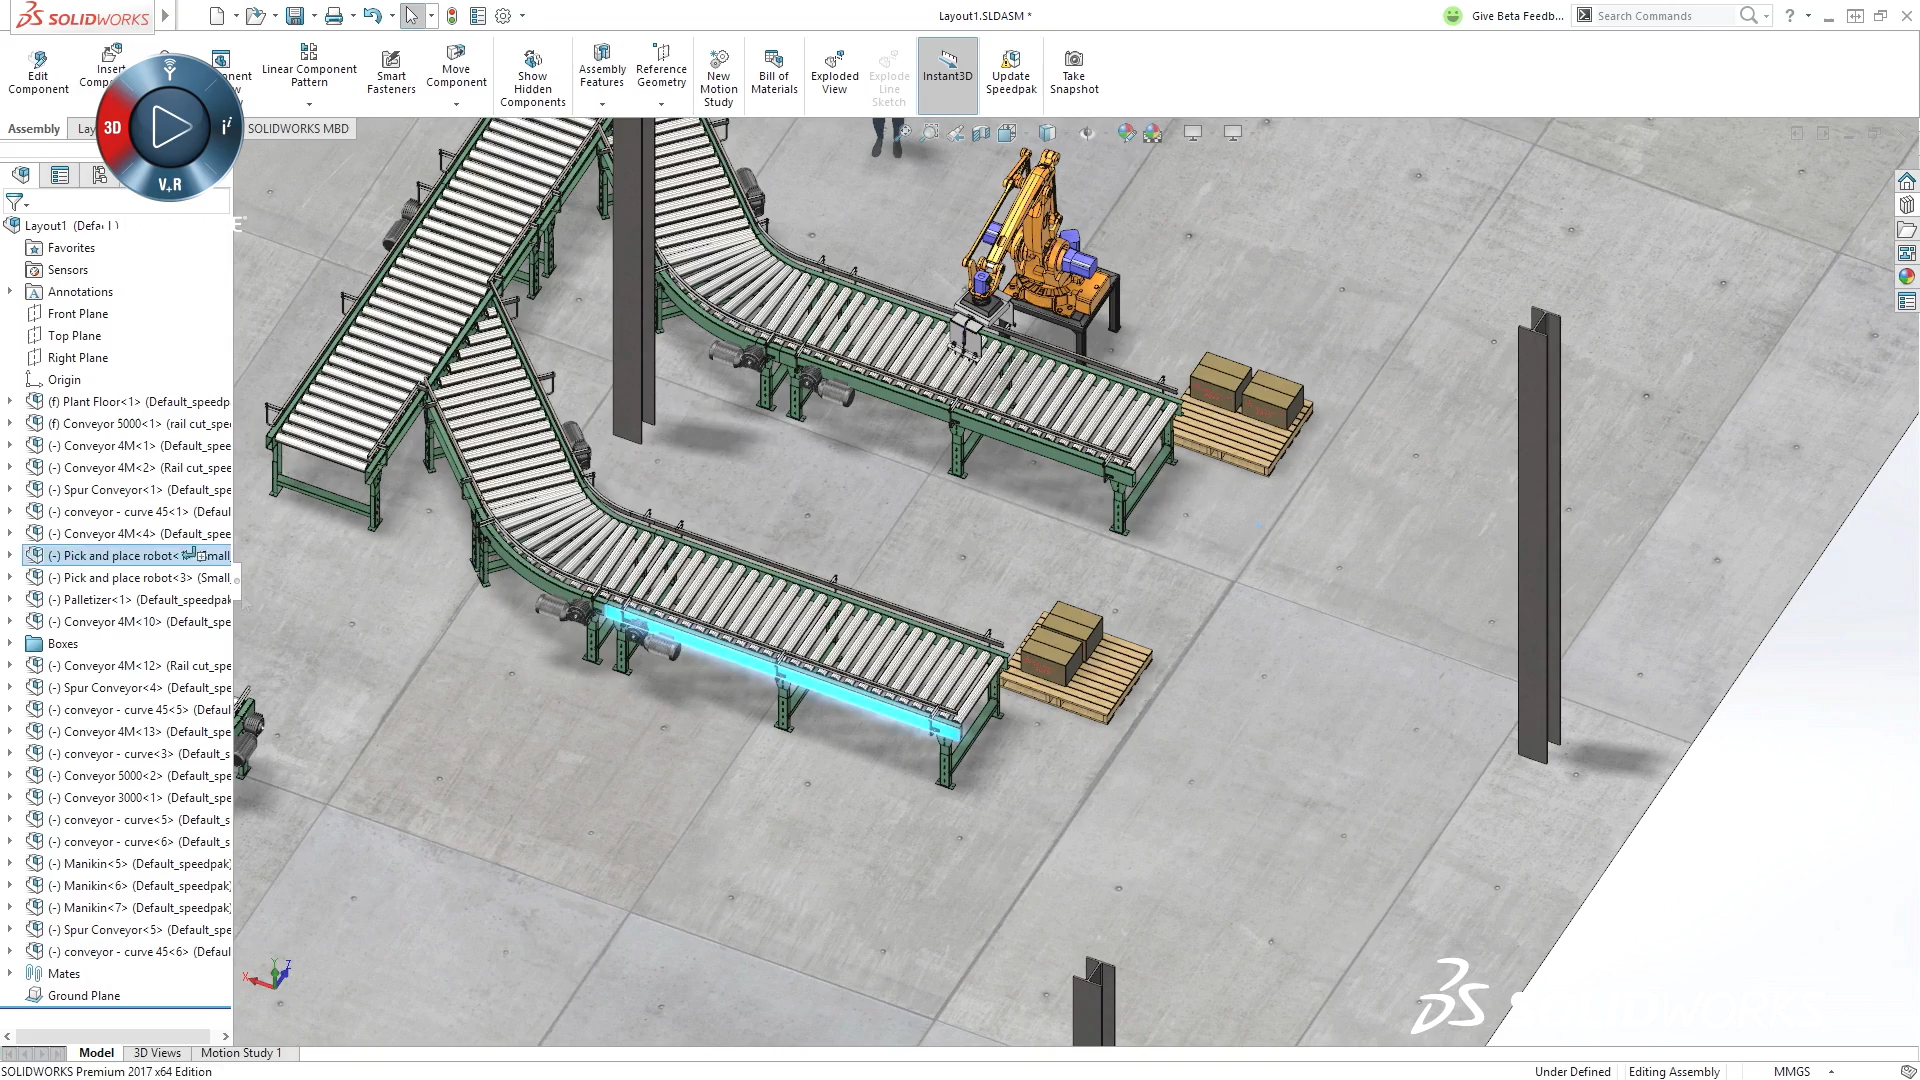 SOLIDWORKS
Layout1.SLDASM *
Give Beta Feedb...
Search Commands
Edit
Component
Insert
Linear Component
Pattern
Smart
Fasteners
Move
Component
Show
Hidden
Components
Assembly
Features
Reference
Geometry
New
Motion
Study
Bill of
Materials
Exploded
View
Explode
Line
Sketch
Instant3D
Update
Speedpak
Take
Snapshot
3D
V+R
Assembly
SOLIDWORKS MBD
Layout1
Favorites
Sensors
Annotations
Front Plane
Top Plane
Right Plane
Origin
(f) Plant Floor<1> (Default_speedp
(f) Conveyor 5000<1> (rail cut_spe
(-) Conveyor 4M<1> (Default_spee
(-) Conveyor 4M<2> (Rail cut_spee
(-) Spur Conveyor<1> (Default_spe
(-) conveyor - curve 45<1> (Defaul
(-) Conveyor 4M<4> (Default_spee
(-) Pick and place robot<
(-) Pick and place robot<3> (Small_
(-) Palletizer<1> (Default_speedpak
(-) Conveyor 4M<10> (Default_spe
Boxes
(-) Conveyor 4M<12> (Rail cut_spe
(-) Spur Conveyor<4> (Default_spe
(-) conveyor - curve 45<5> (Defaul
(-) Conveyor 4M<13> (Default_spe
(-) conveyor - curve<3> (Default_s
(-) Conveyor 5000<2> (Default_spe
(-) Conveyor 3000<1> (Default_spe
(-) conveyor - curve<5> (Default_s
(-) conveyor - curve<6> (Default_s
(-) Manikin<5> (Default_speedpak)
(-) Manikin<6> (Default_speedpak)
(-) Manikin<7> (Default_speedpak)
(-) Spur Conveyor<5> (Default_spe
(-) conveyor - curve 45<6> (Defaul
Mates
Ground Plane
X
Y
Z
SOLIDWORKS
Model
3D Views
Motion Study 1
SOLIDWORKS Premium 2017 x64 Edition
Under Defined
Editing Assembly
MMGS